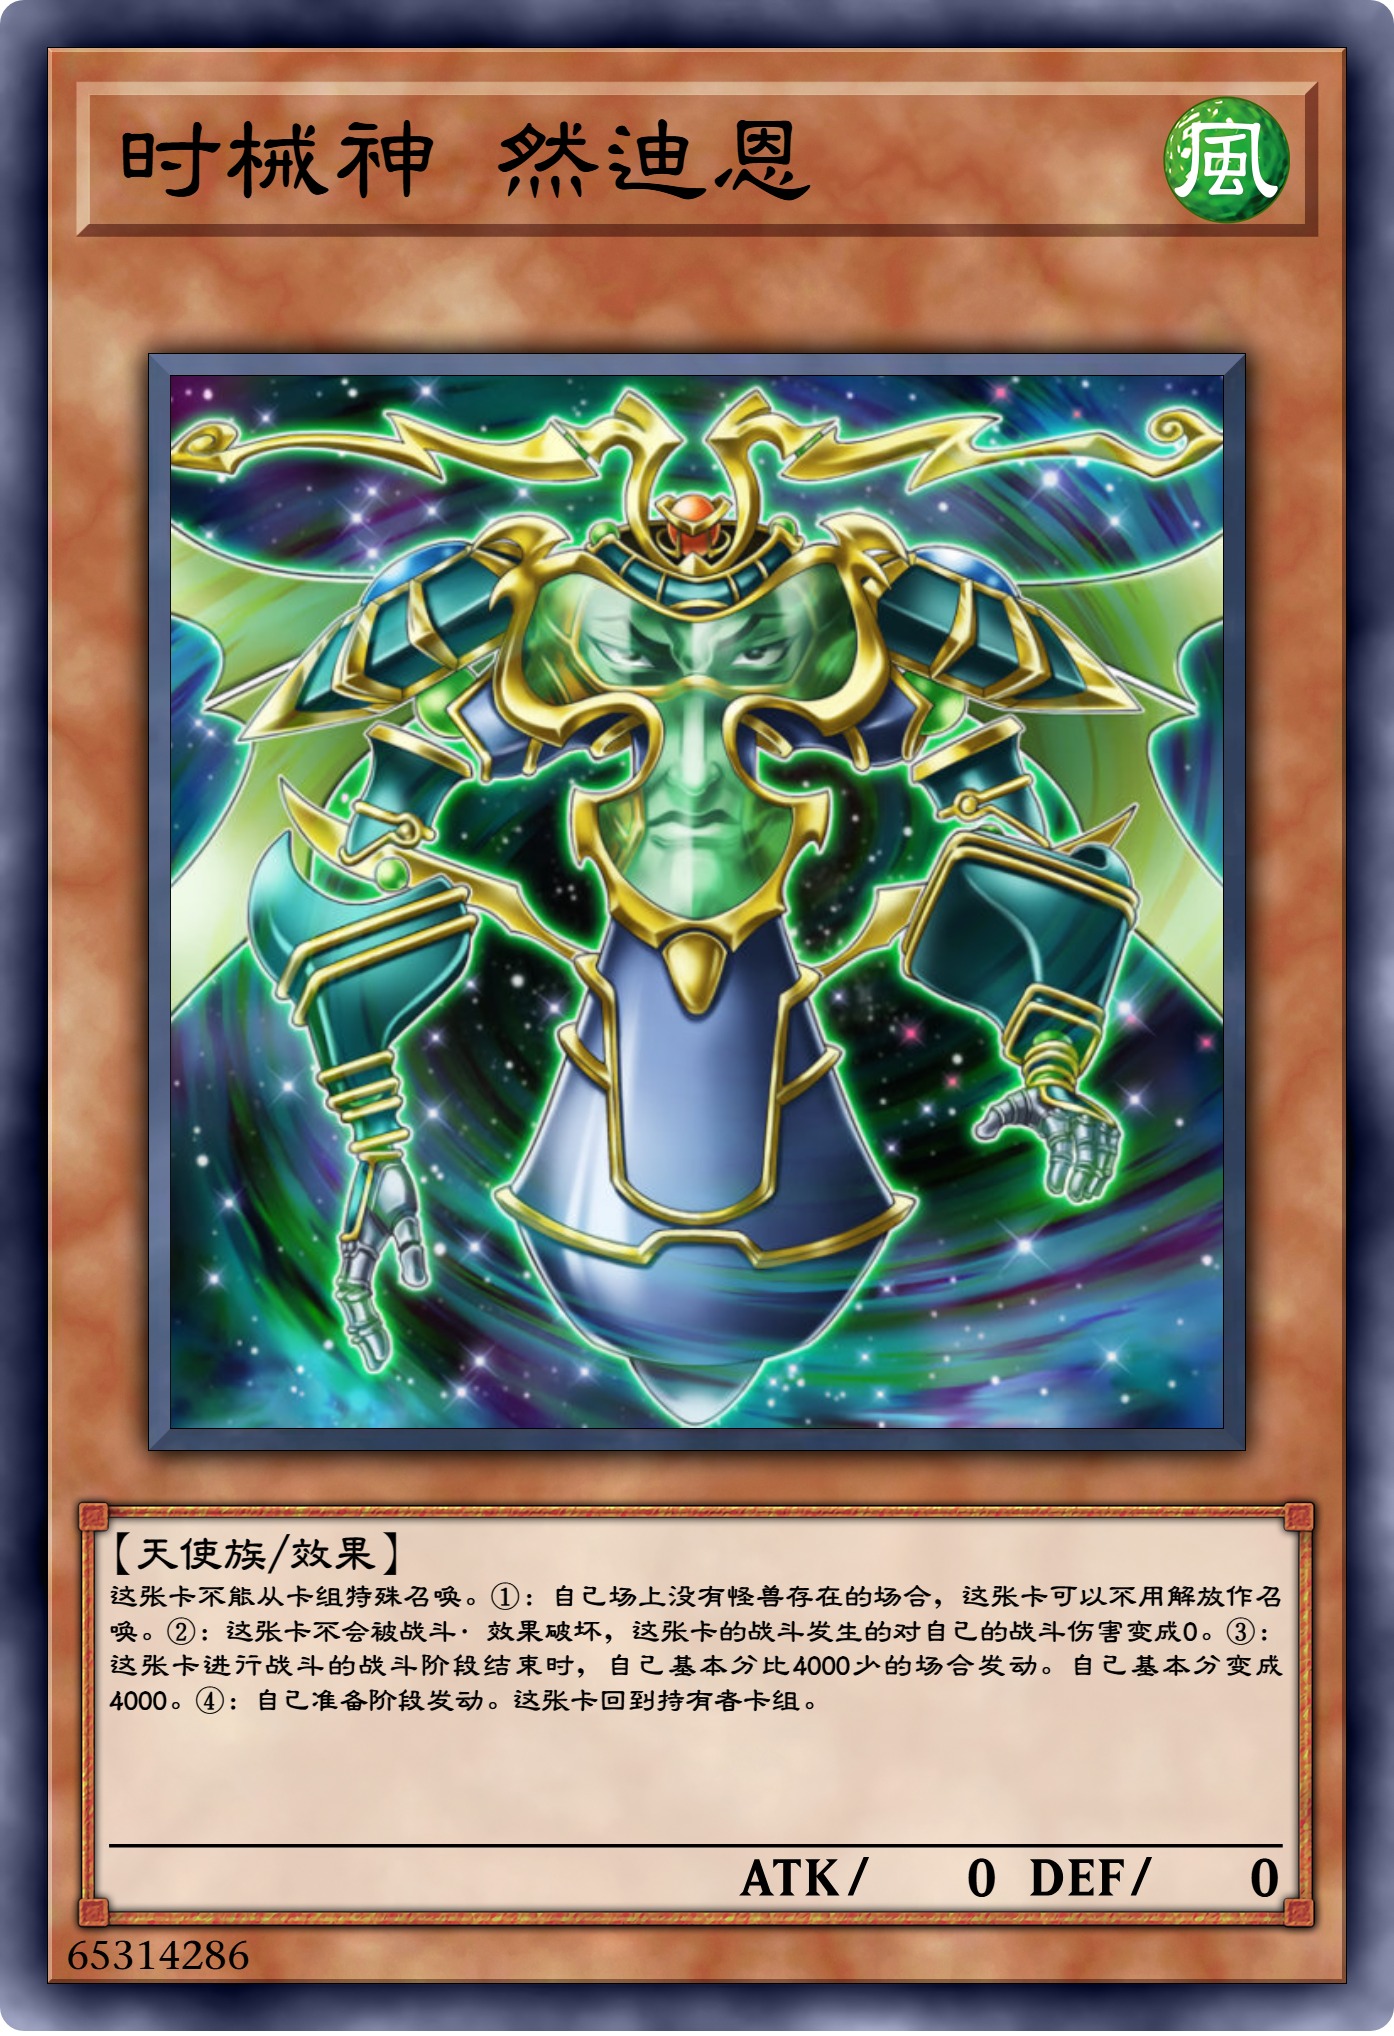 时械神 然迪恩
風
【天使族/效果】
这张卡不能从卡组特殊召唤。①：自己场上没有怪兽存在的场合，这张卡可以不用解放作召
唤。②：这张卡不会被战斗·效果破坏，这张卡的战斗发生的对自己的战斗伤害变成0。③：
这张卡进行战斗的战斗阶段结束时，自己基本分比4000少的场合发动。自己基本分变成
4000。④：自己准备阶段发动。这张卡回到持有者卡组。
ATK/ 0 DEF/ 0
65314286